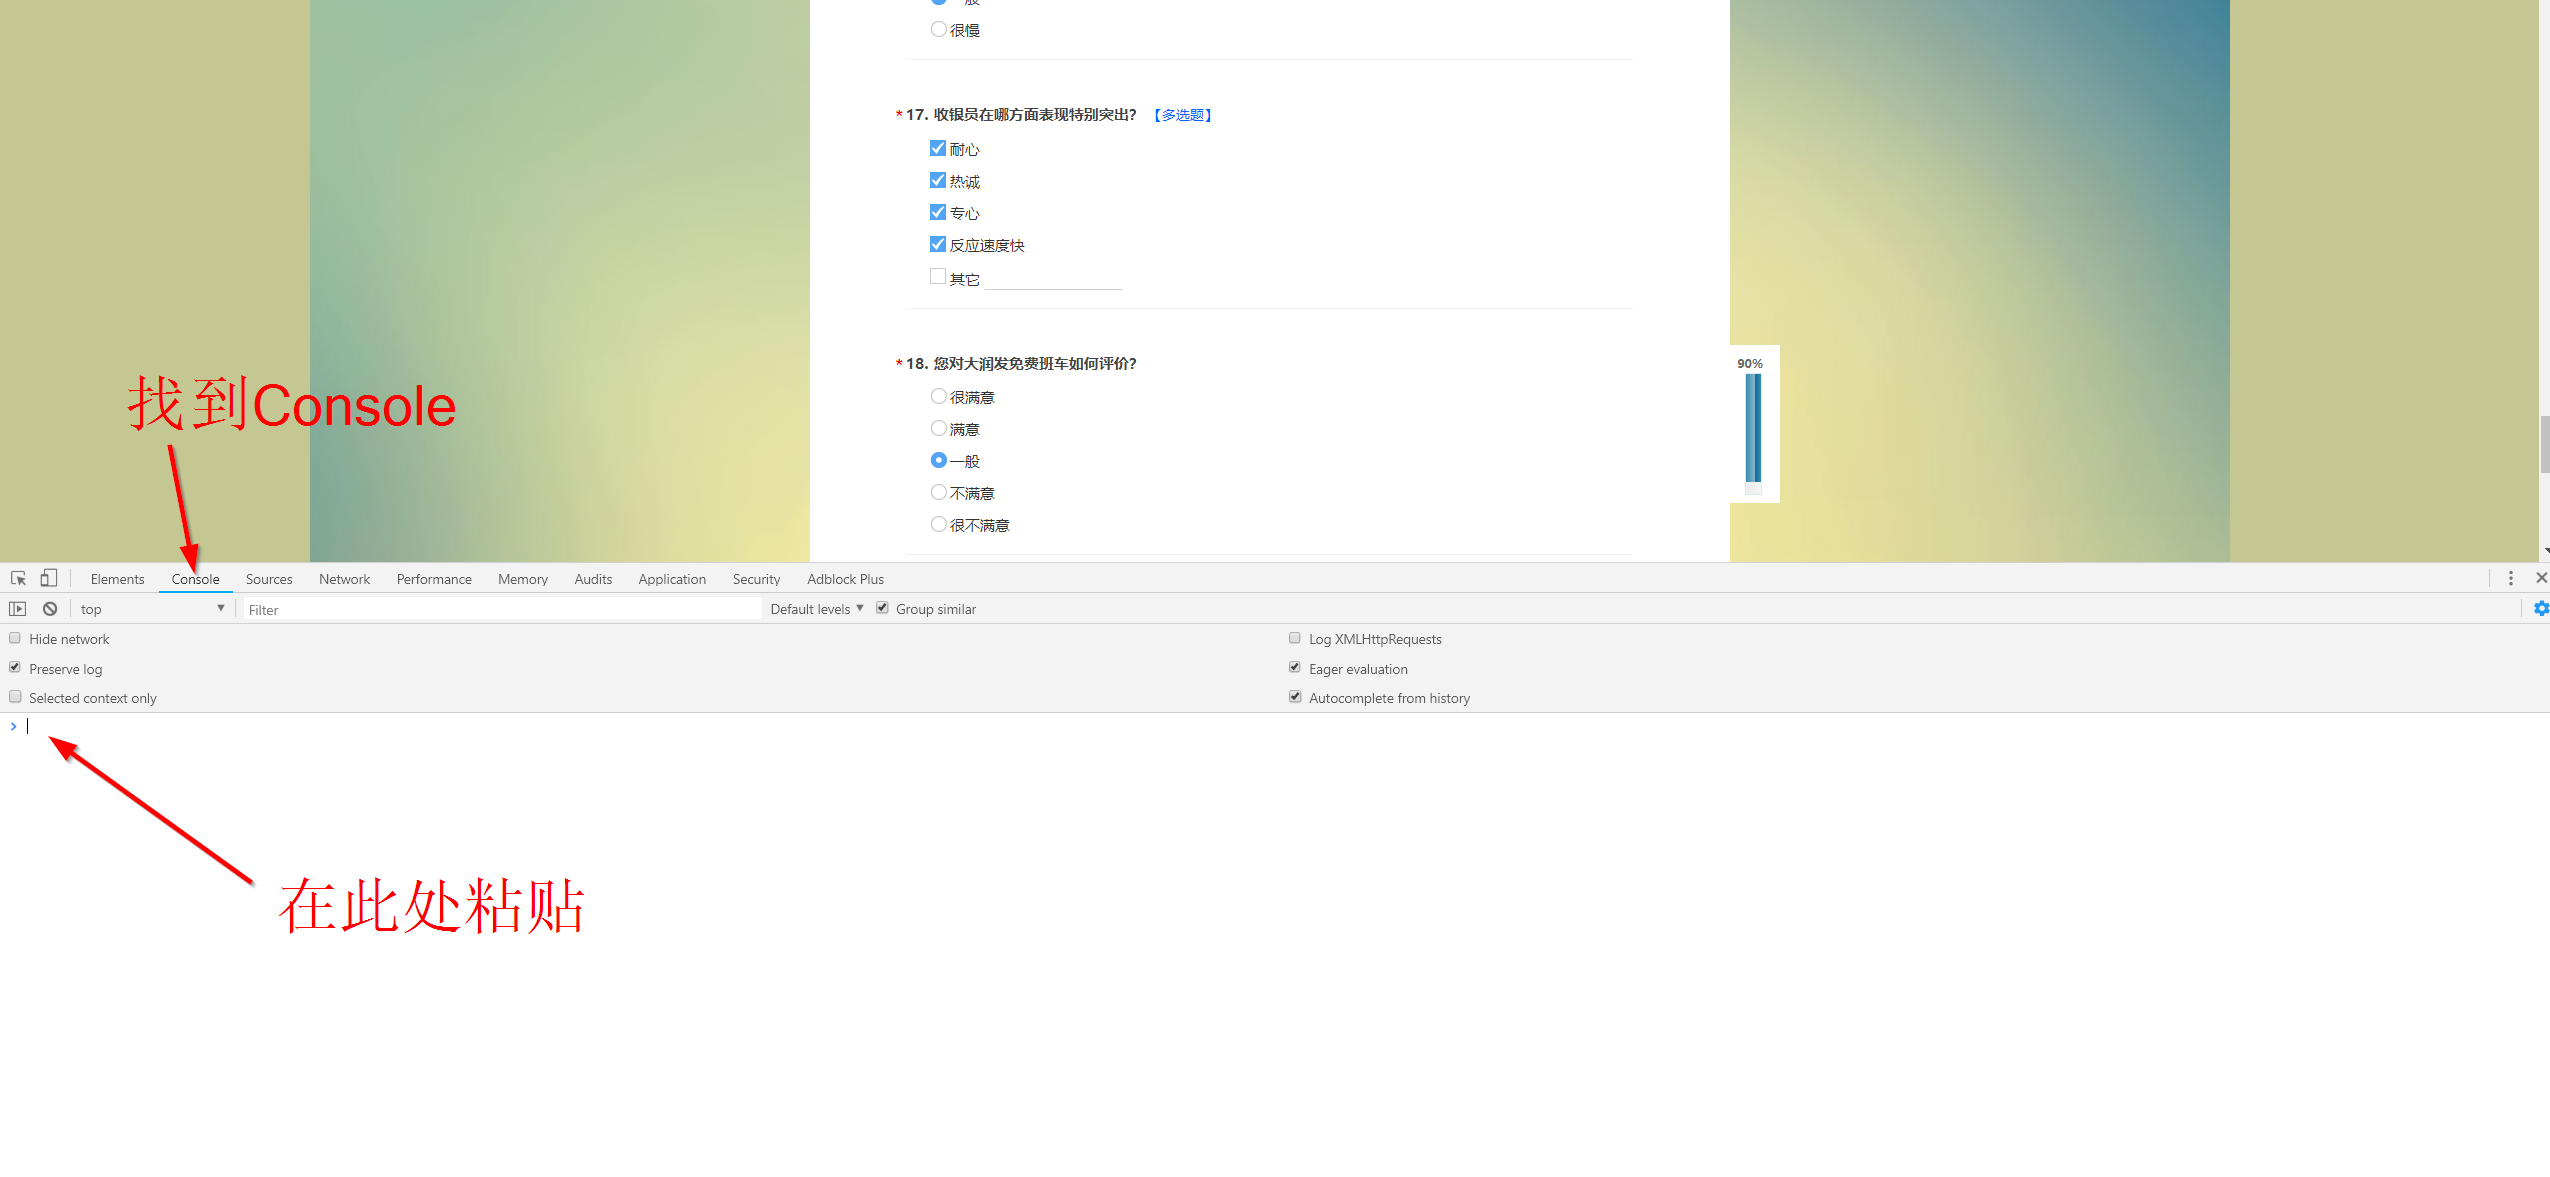 一般
很慢
* 17. 收银员在哪方面表现特别突出? 【多选题】
耐心
热诚
专心
反应速度快
其它
* 18. 您对大润发免费班车如何评价?
90%
很满意
满意
一般
不满意
很不满意
找到Console
Elements Console Sources Network Performance Memory Audits Application Security Adblock Plus
top Filter Default levels Group similar
Hide network Log XMLHttpRequests
Preserve log Eager evaluation
Selected context only Autocomplete from history
在此处粘贴